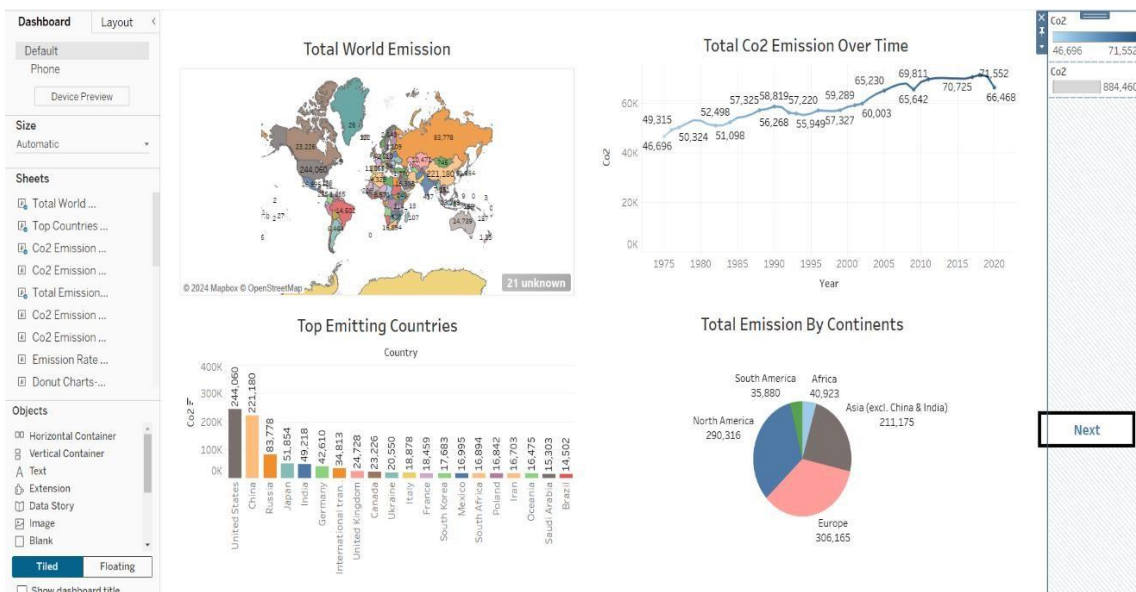 Dashboard
Layout
Default
Phone
Device Preview
Size
Automatic
Sheets
Total World ...
Top Countries ...
Co2 Emission ...
Co2 Emission ...
Total Emission...
Co2 Emission ...
Co2 Emission ...
Emission Rate ...
Donut Charts-...
Objects
Horizontal Container
Vertical Container
A Text
Extension
Data Story
Image
Blank
Tiled
Floating
Show dashboard title
Total World Emission
23,226
26
83,778
244,060
221,180
14,502
14,739
© 2024 Mapbox © OpenStreetMap
21 unknown
Total Co2 Emission Over Time
Co2
60K
40K
20K
0K
46,696
49,315
50,324
52,498
51,098
57,325
58,819
56,268
57,220
55,949
57,327
59,289
60,003
65,230
65,642
69,811
70,725
71,552
66,468
1975
1980
1985
1990
1995
2000
2005
2010
2015
2020
Year
Top Emitting Countries
Country
Co2
400K
300K
200K
100K
0K
244,060
221,180
83,778
51,854
49,218
42,610
34,813
24,728
23,226
20,550
18,878
18,459
17,683
16,995
16,894
16,842
16,703
16,475
15,303
14,502
United States
China
Russia
Japan
India
Germany
International tran..
United Kingdom
Canada
Ukraine
Italy
France
South Korea
Mexico
South Africa
Poland
Iran
Oceania
Saudi Arabia
Brazil
Total Emission By Continents
South America
35,880
Africa
40,923
North America
290,316
Asia (excl. China & India)
211,175
Europe
306,165
Co2
46,696
71,552
Co2
884,460
Next